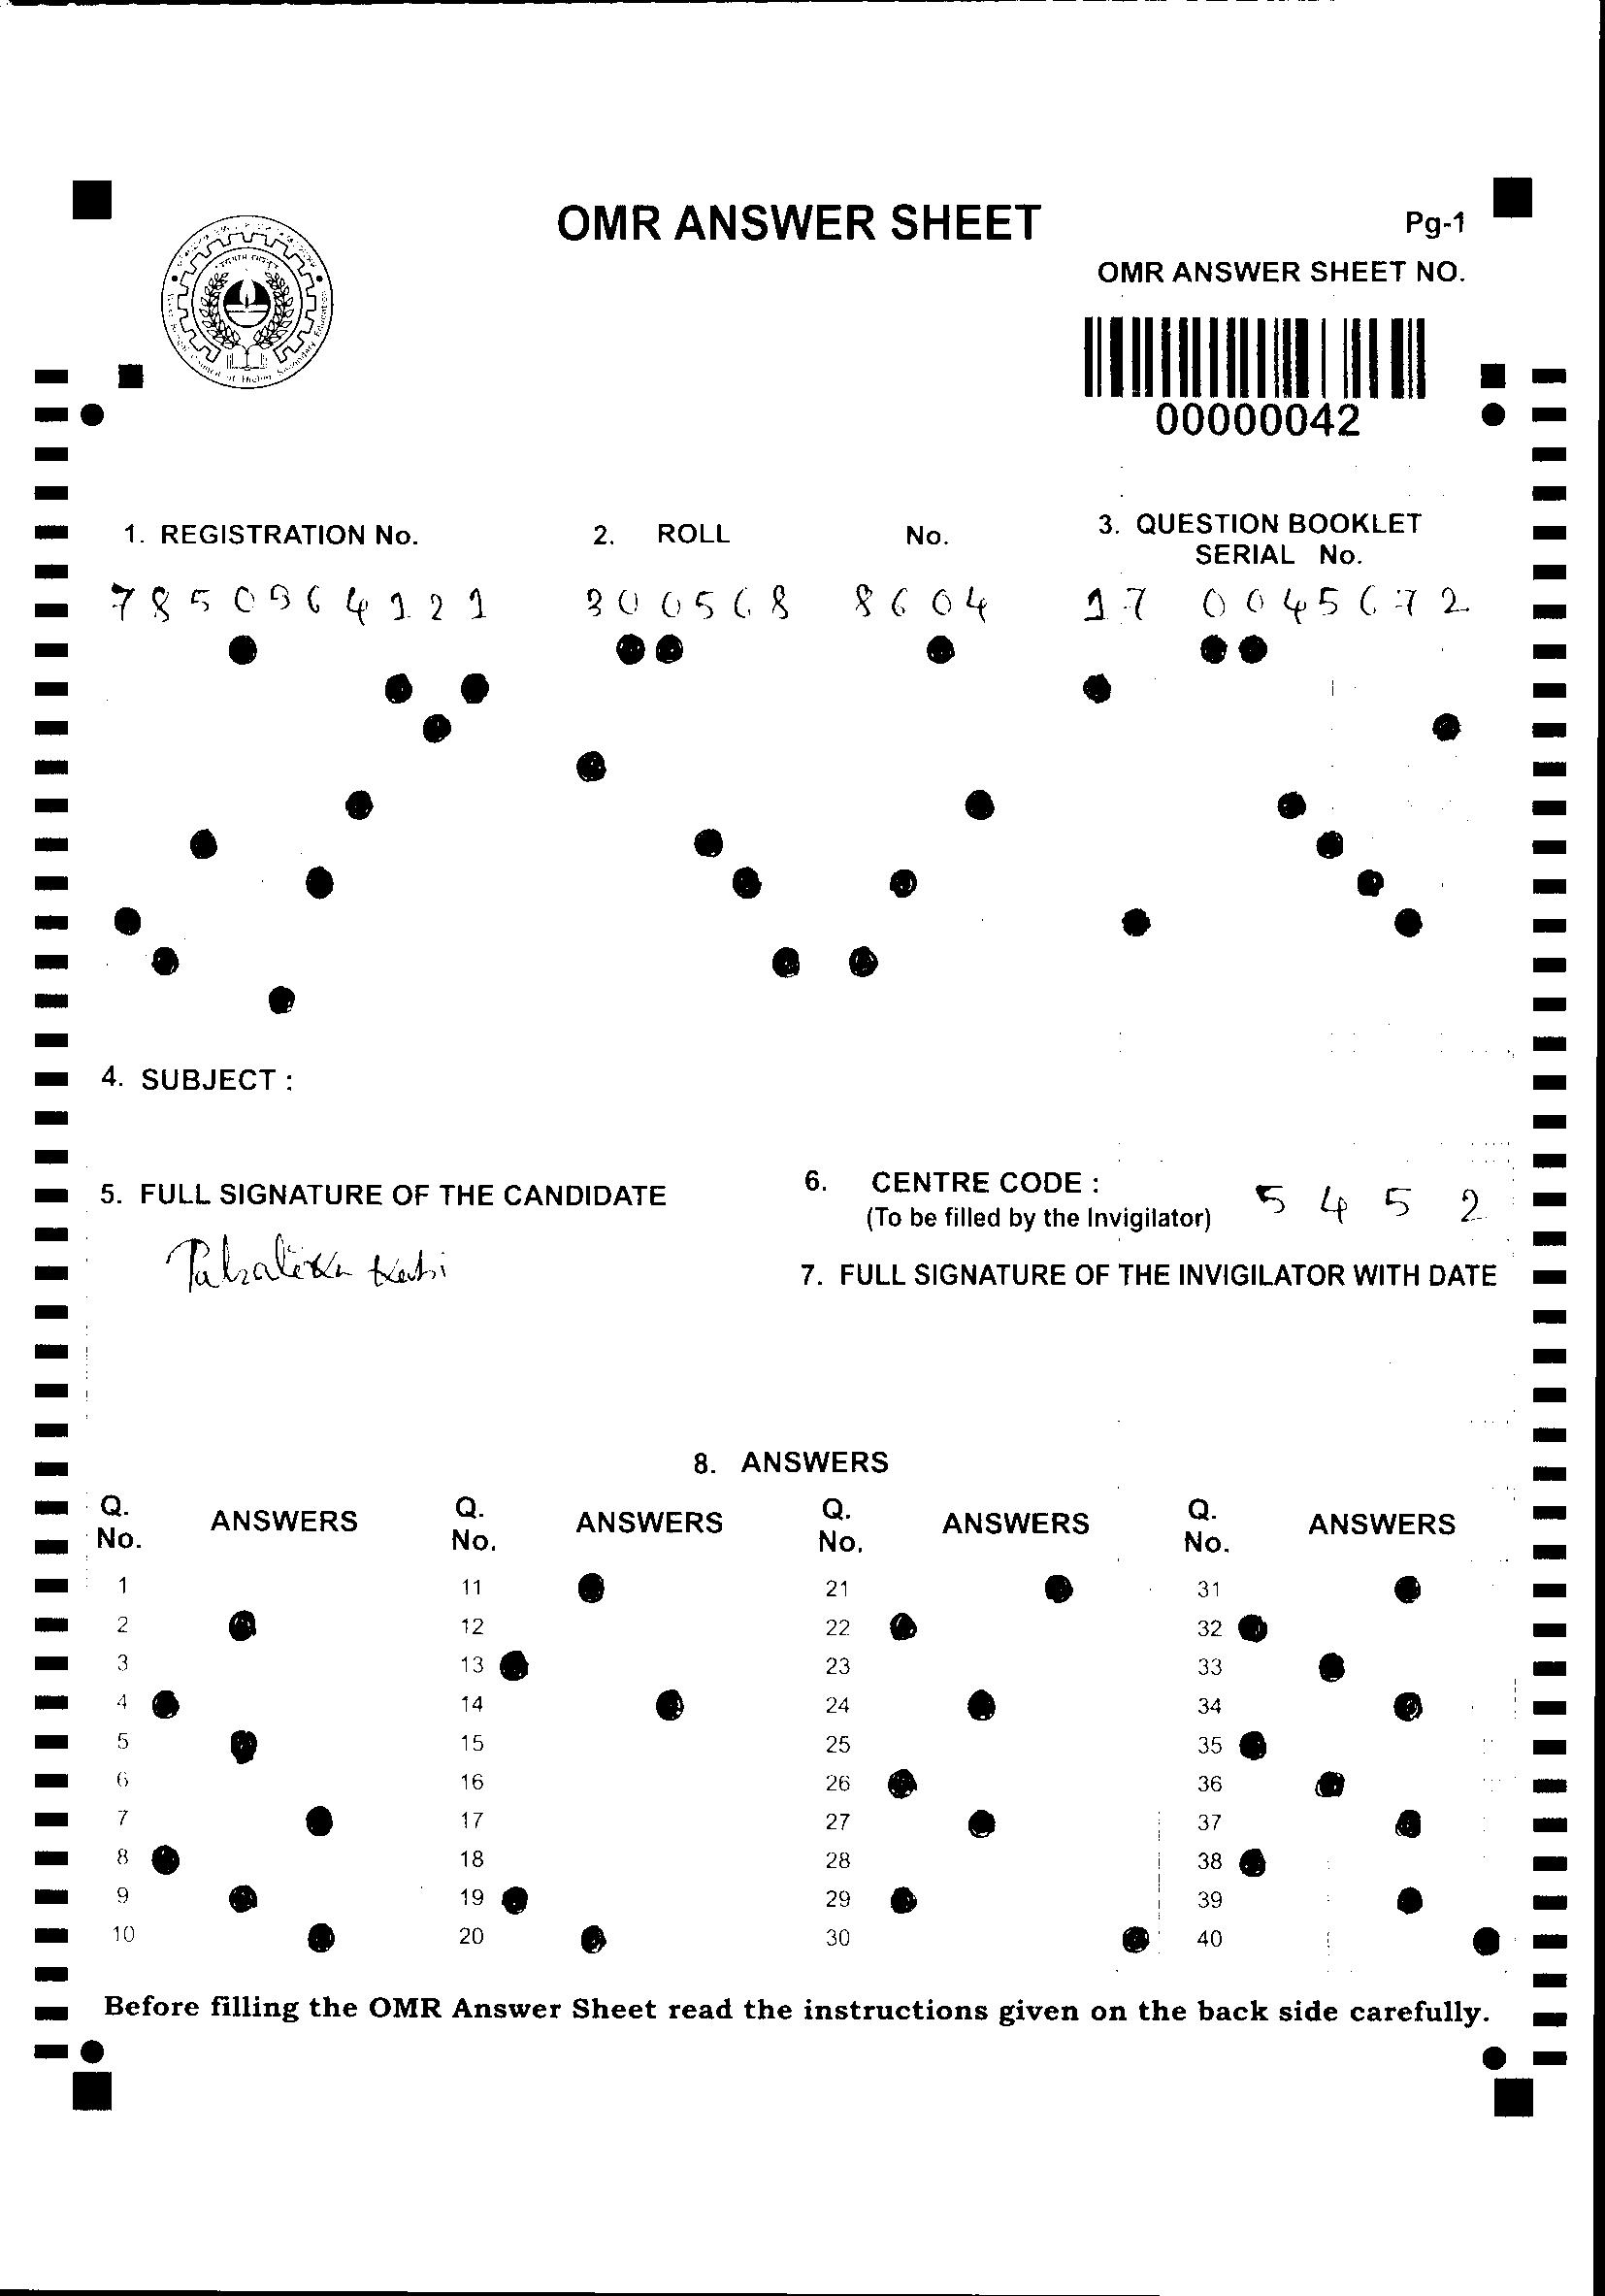 OMR ANSWER SHEET
Pg-1
OMR ANSWER SHEET NO.
00000042
1. REGISTRATION No.
2. ROLL No.
3. QUESTION BOOKLET
SERIAL No.
7850964121
300568 8604
17 0045672
4. SUBJECT :
5. FULL SIGNATURE OF THE CANDIDATE
6. CENTRE CODE :
(To be filled by the Invigilator)
5 4 5 2
7. FULL SIGNATURE OF THE INVIGILATOR WITH DATE
8. ANSWERS
Q. No. ANSWERS Q. No. ANSWERS Q. No. ANSWERS Q. No. ANSWERS
1 11 21 31
2 12 22 32
3 13 23 33
4 14 24 34
5 15 25 35
6 16 26 36
7 17 27 37
8 18 28 38
9 19 29 39
10 20 30 40
Before filling the OMR Answer Sheet read the instructions given on the back side carefully.